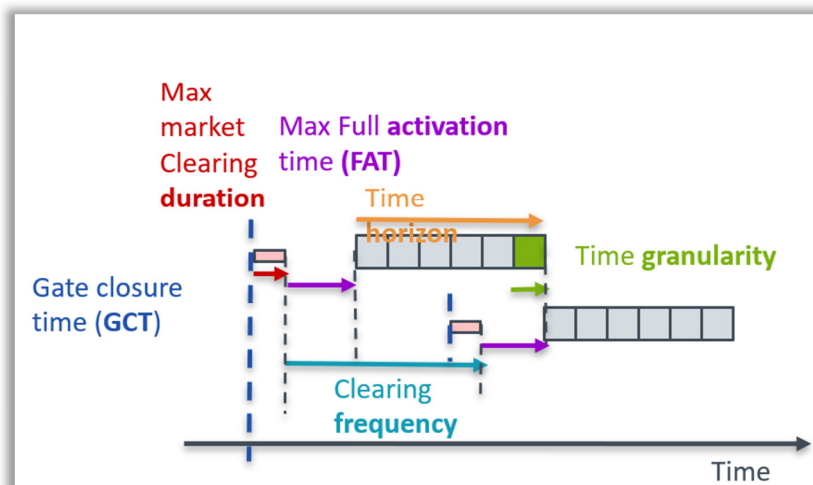 Max
market
Clearing
duration
Max Full activation
time (FAT)
Time
horizon
Time granularity
Gate closure
time (GCT)
Clearing
frequency
Time